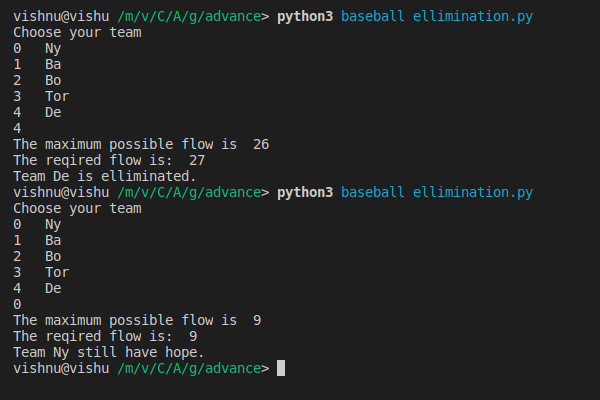 vishnu@vishu /m/v/C/A/g/advance> python3 baseball ellimination.py
Choose your team
0   Ny
1   Ba
2   Bo
3   Tor
4   De
4
The maximum possible flow is  26
The reqired flow is:  27
Team De is elliminated.
vishnu@vishu /m/v/C/A/g/advance> python3 baseball ellimination.py
Choose your team
0   Ny
1   Ba
2   Bo
3   Tor
4   De
0
The maximum possible flow is  9
The reqired flow is:  9
Team Ny still have hope.
vishnu@vishu /m/v/C/A/g/advance>